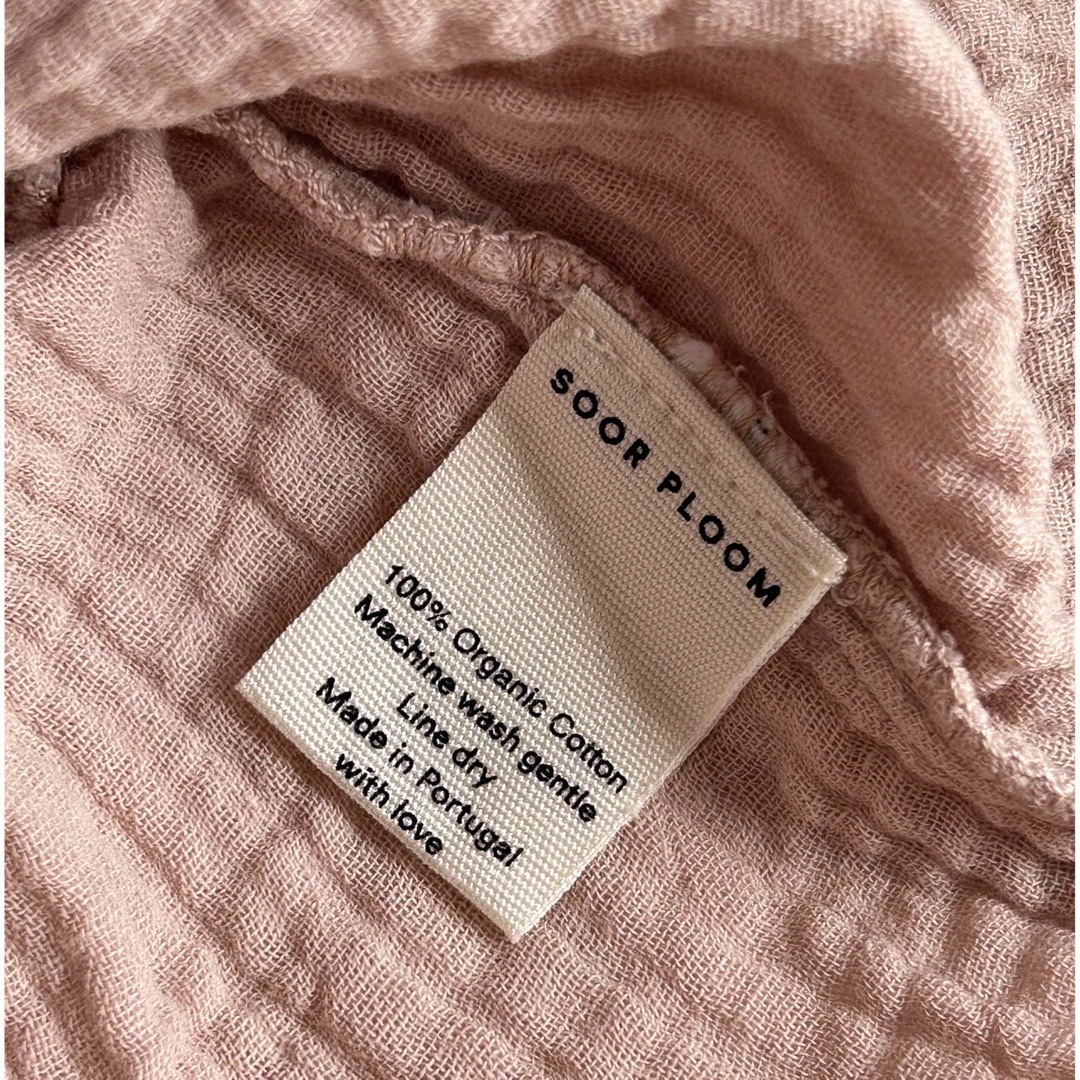 SOOR PLOOM
100% Organic Cotton
Machine wash gentle
Line dry
Made in Portugal
with love